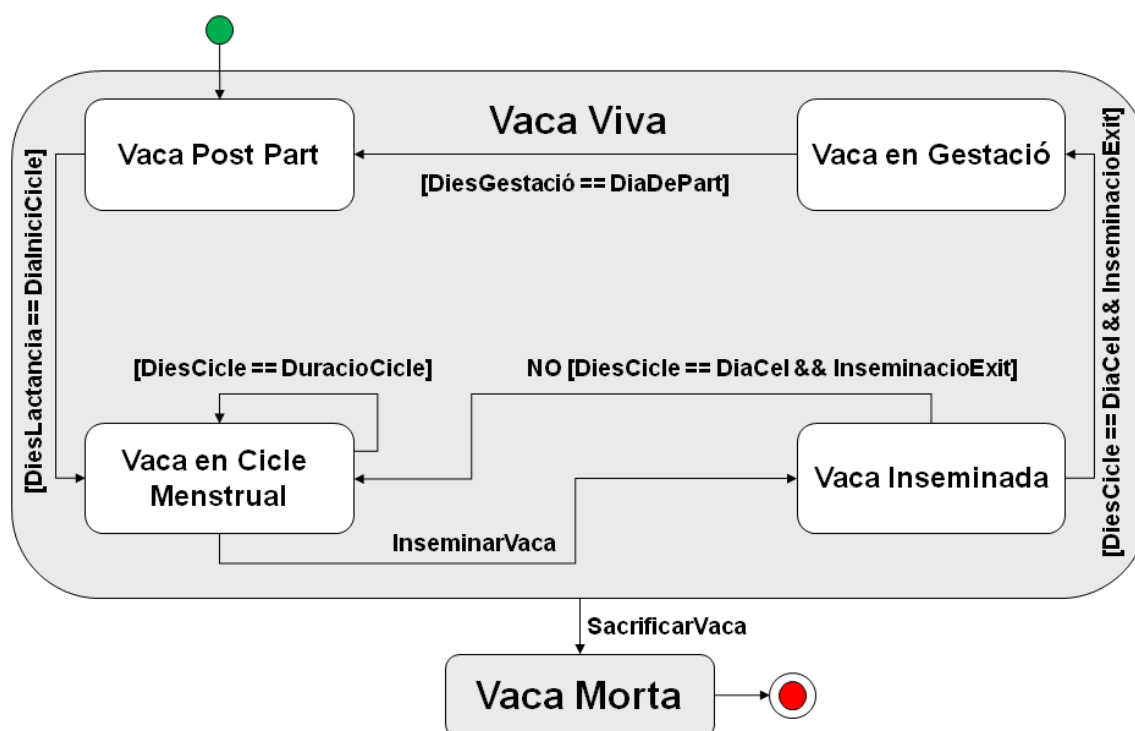 Vaca Viva
Vaca Post Part
Vaca en Gestació
[DiesGestació == DiaDePart]
[DiesLactancia == DiaIniciCicle]
[DiesCicle == DiaCel && InseminacioExit]
[DiesCicle == DuracioCicle]
NO [DiesCicle == DiaCel && InseminacioExit]
Vaca en Cicle
Menstrual
Vaca Inseminada
InseminarVaca
SacrificarVaca
Vaca Morta